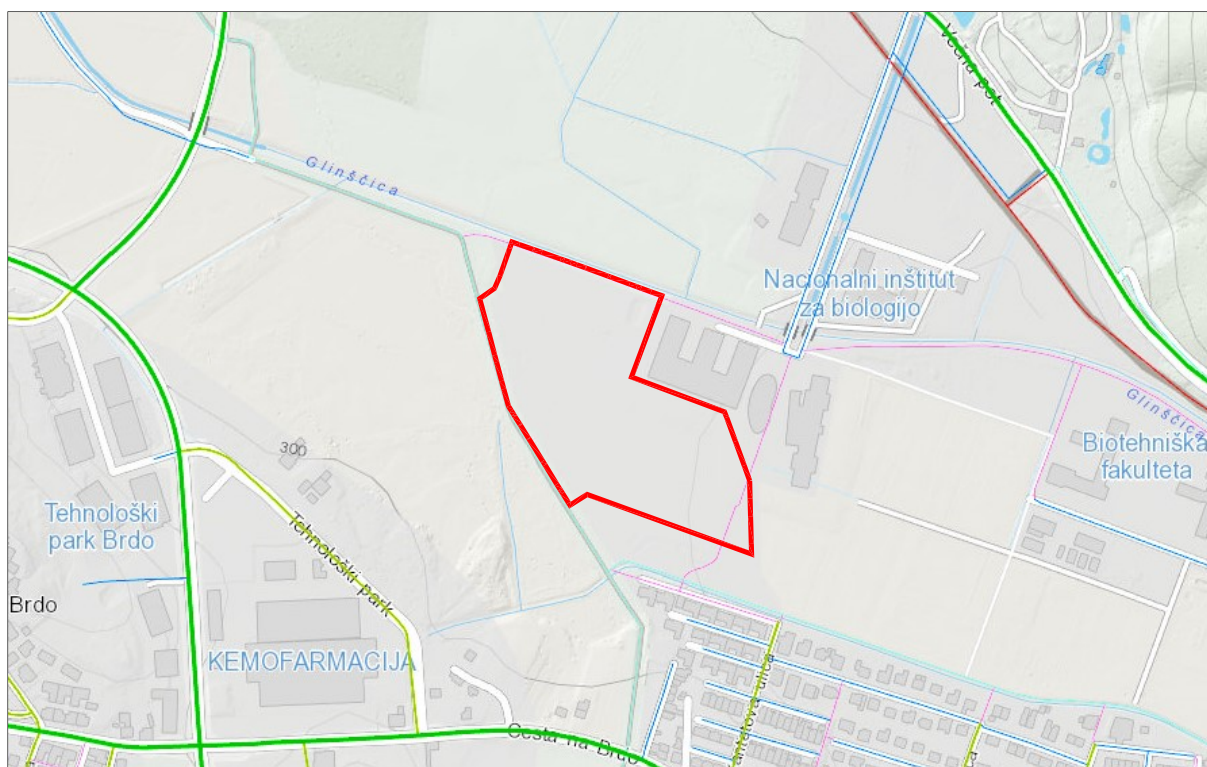 Večna pot
Glinščica
Nacionalni inštitut
za biologijo
Glinščica
Biotehniška
fakulteta
300
Tehnološki
park Brdo
Tehnološki park
Brdo
KEMOFARMACIJA
Cesta na Brdo
ulica